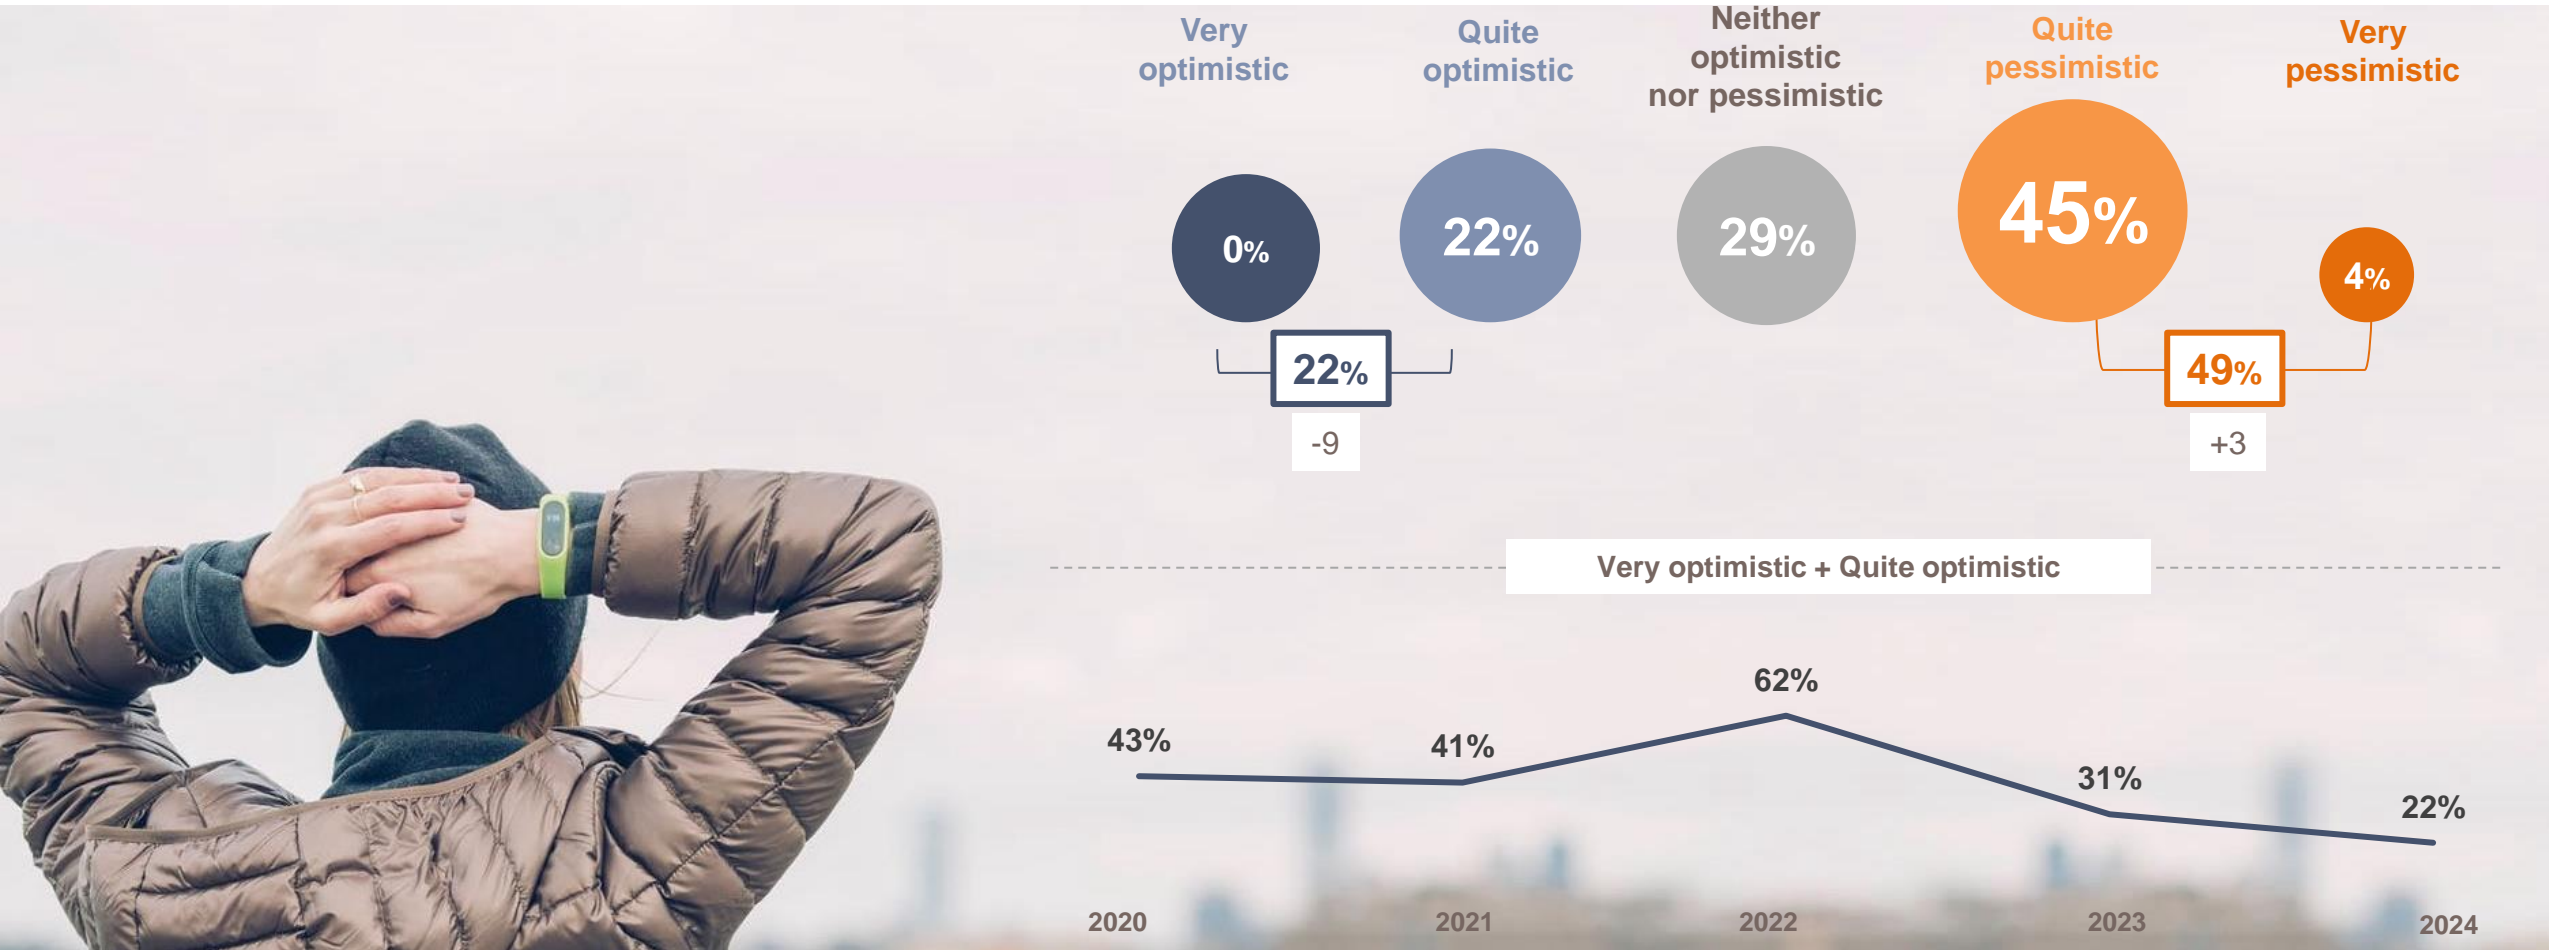 Very
optimistic
Quite
optimistic
Neither
optimistic
nor pessimistic
Quite
pessimistic
Very
pessimistic
0%
22%
29%
45%
4%
22%
49%
-9
+3
Very optimistic + Quite optimistic
43%
41%
62%
31%
22%
2020
2021
2022
2023
2024